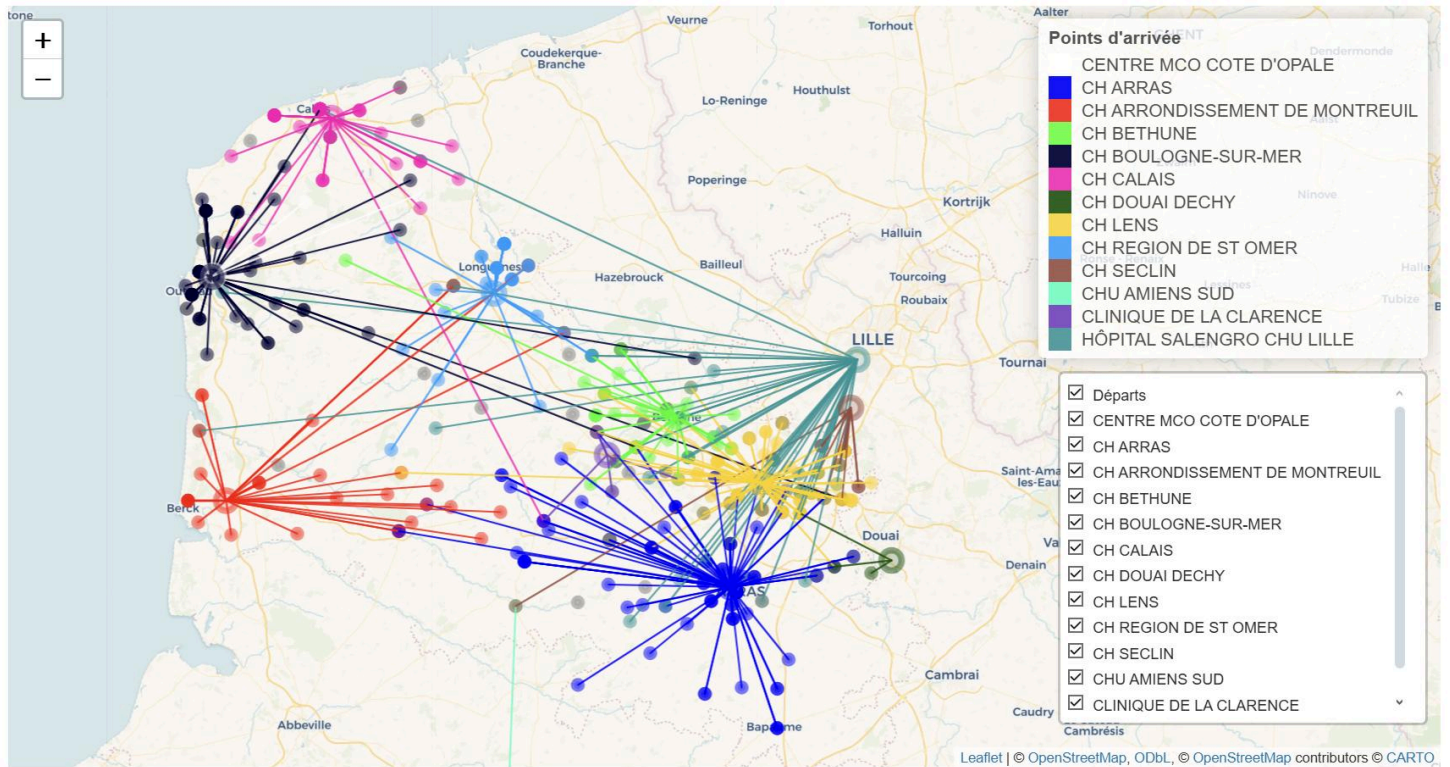 tone
+
−
Veurne
Torhout
Aalter
Coudekerque-
Branche
Houthulst
Lo-Reninge
Poperinge
Kortrijk
Halluin
Bailleul
Tourcoing
Hazebrouck
Roubaix
LILLE
Tournai
Berck
Douai
Denain
Cambrai
Caudry
Cambrésis
Abbeville
Points d'arrivée
CENTRE MCO COTE D'OPALE
CH ARRAS
CH ARRONDISSEMENT DE MONTREUIL
CH BETHUNE
CH BOULOGNE-SUR-MER
CH CALAIS
CH DOUAI DECHY
CH LENS
CH REGION DE ST OMER
CH SECLIN
CHU AMIENS SUD
CLINIQUE DE LA CLARENCE
HÔPITAL SALENGRO CHU LILLE
Dendermonde
Ninove
Lessines
Halle
Tubize
Départs
CENTRE MCO COTE D'OPALE
CH ARRAS
CH ARRONDISSEMENT DE MONTREUIL
CH BETHUNE
CH BOULOGNE-SUR-MER
CH CALAIS
CH DOUAI DECHY
CH LENS
CH REGION DE ST OMER
CH SECLIN
CHU AMIENS SUD
CLINIQUE DE LA CLARENCE
Saint-Ama
les-Eau
Va
Leaflet | © OpenStreetMap, ODbL, © OpenStreetMap contributors © CARTO